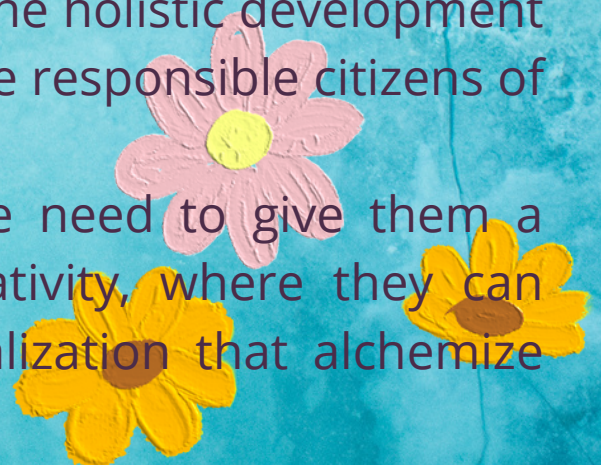 he holistic development
e responsible citizens of
e need to give them a
ativity, where they can
lization that alchemize